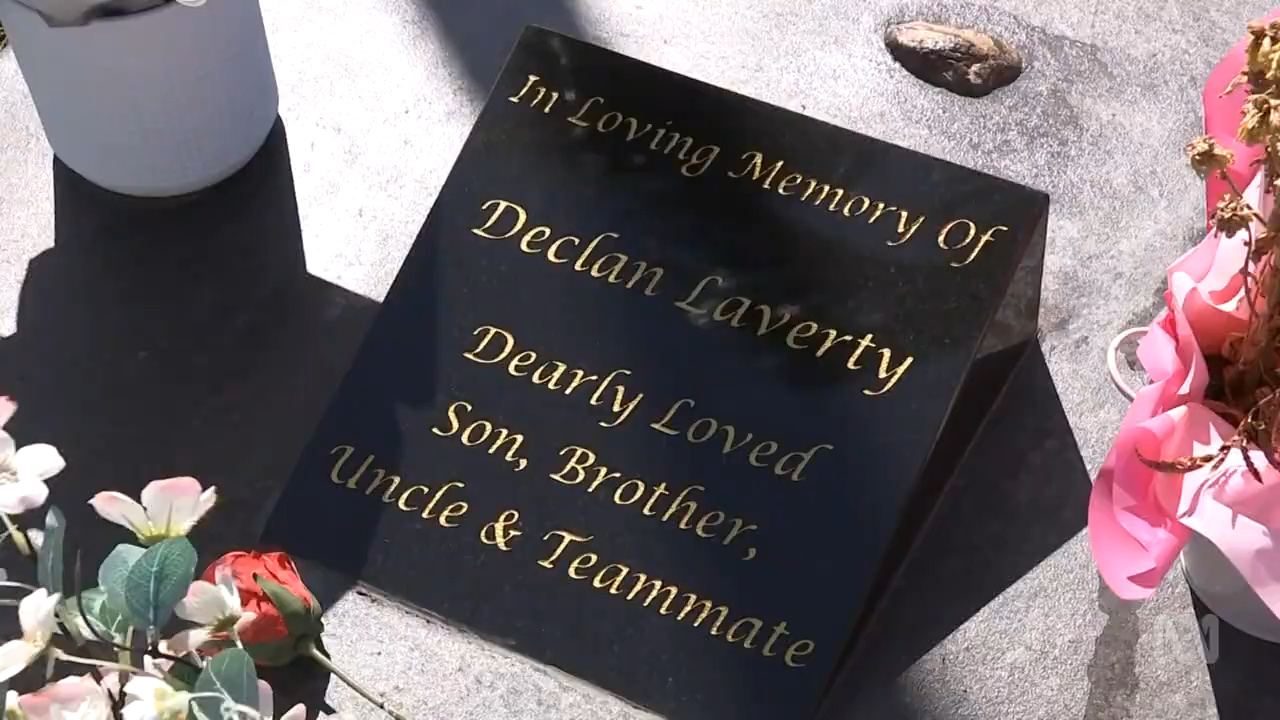 In Loving Memory Of
Declan Laverty
Dearly Loved
Son, Brother,
Uncle & Teammate